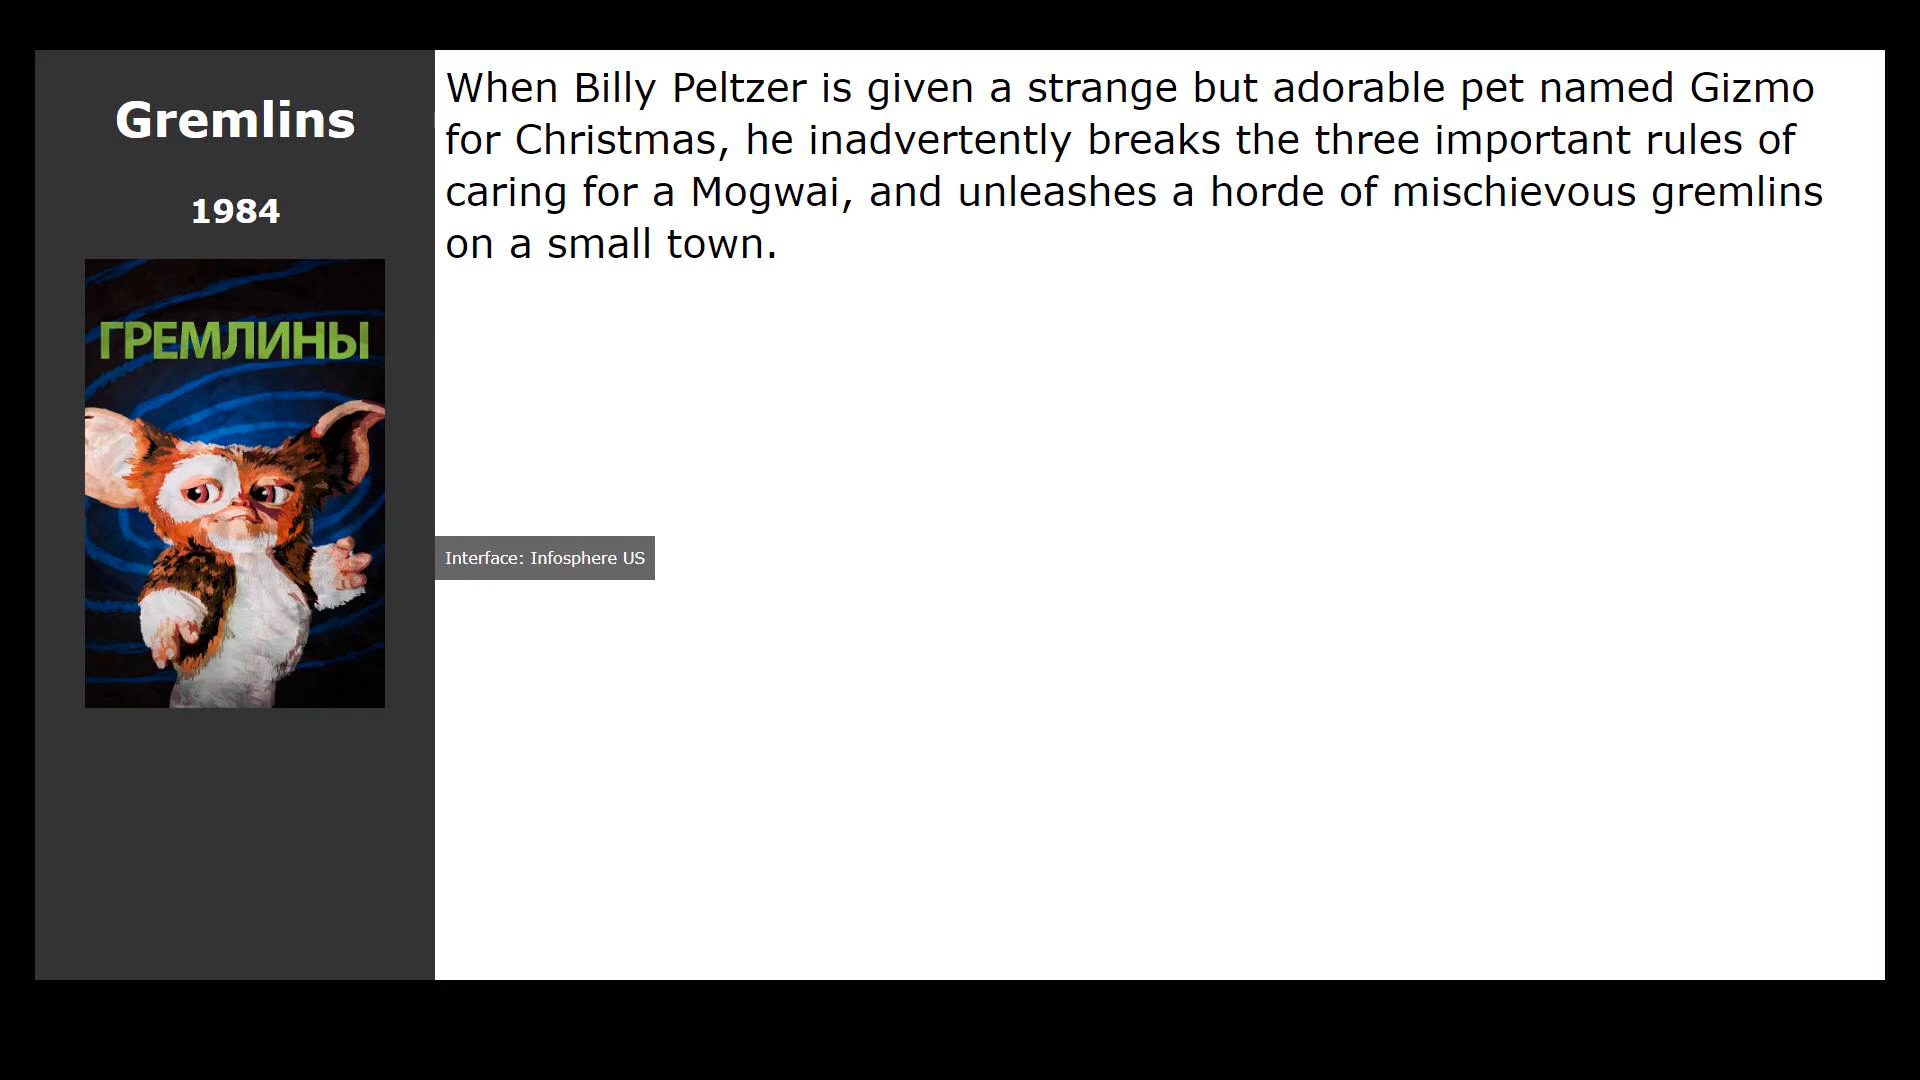 Gremlins
1984
ГРЕМЛИНЫ
When Billy Peltzer is given a strange but adorable pet named Gizmo
for Christmas, he inadvertently breaks the three important rules of
caring for a Mogwai, and unleashes a horde of mischievous gremlins
on a small town.
Interface: Infosphere US